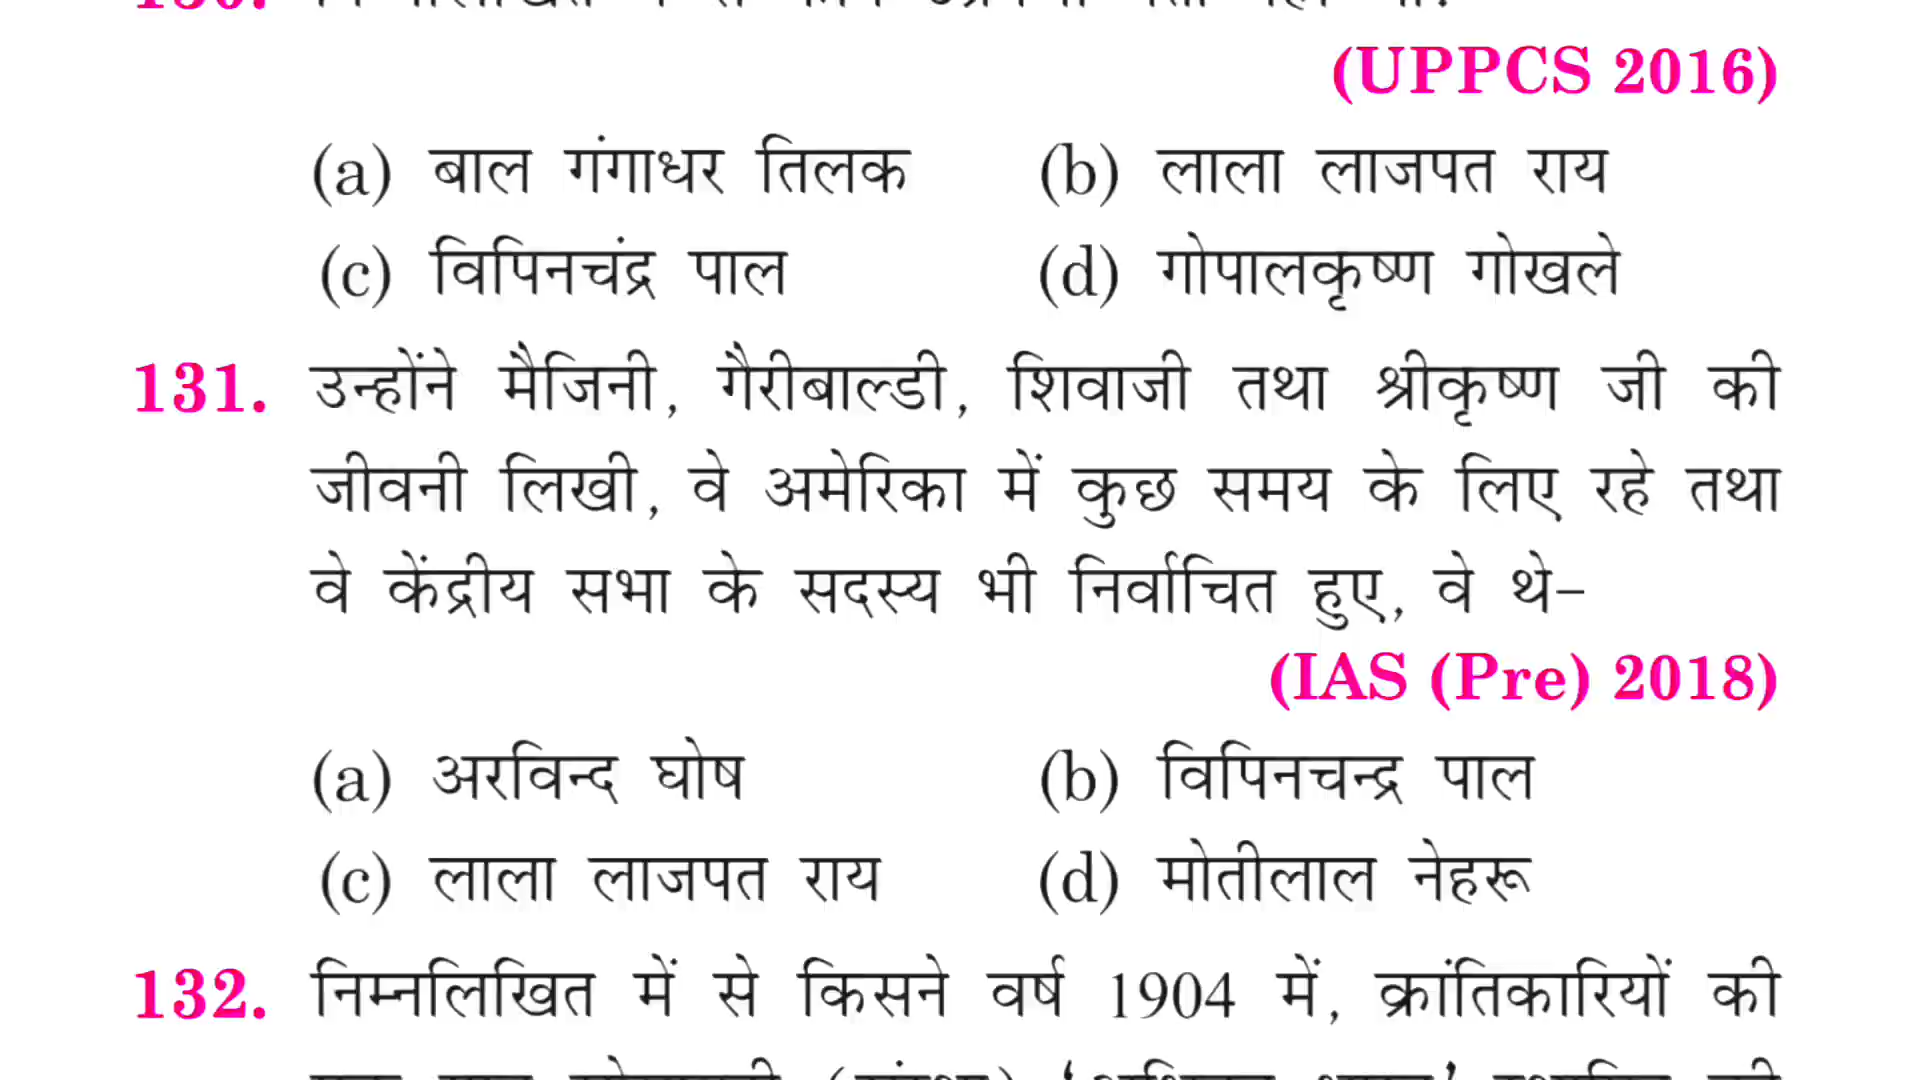 (UPPCS 2016)
(a) बाल गंगाधर तिलक (b) लाला लाजपत राय
(c) विपिनचंद्र पाल (d) गोपालकृष्ण गोखले
131. उन्होंने मैजिनी, गैरीबाल्डी, शिवाजी तथा श्रीकृष्ण जी की
जीवनी लिखी, वे अमेरिका में कुछ समय के लिए रहे तथा
वे केंद्रीय सभा के सदस्य भी निर्वाचित हुए, वे थे–
(IAS (Pre) 2018)
(a) अरविन्द घोष (b) विपिनचन्द्र पाल
(c) लाला लाजपत राय (d) मोतीलाल नेहरू
132. निम्नलिखित में से किसने वर्ष 1904 में, क्रांतिकारियों की